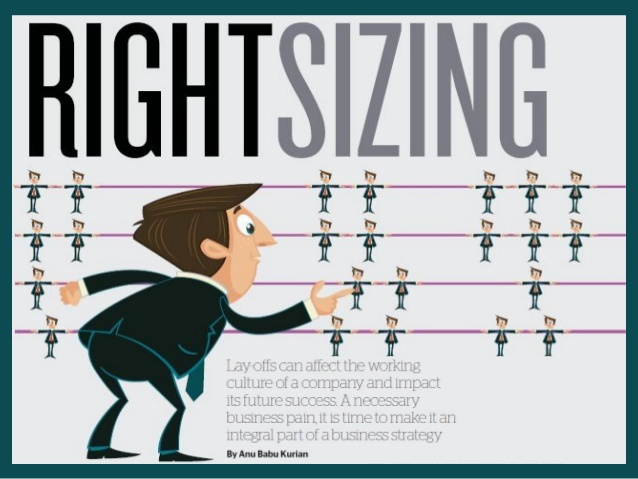 RIGHTSIZING
Lay-offs can affect the working
culture of a company and impact
its future success. A necessary
business pain, it is time to make it an
integral part of a business strategy
By Anu Babu Kurian